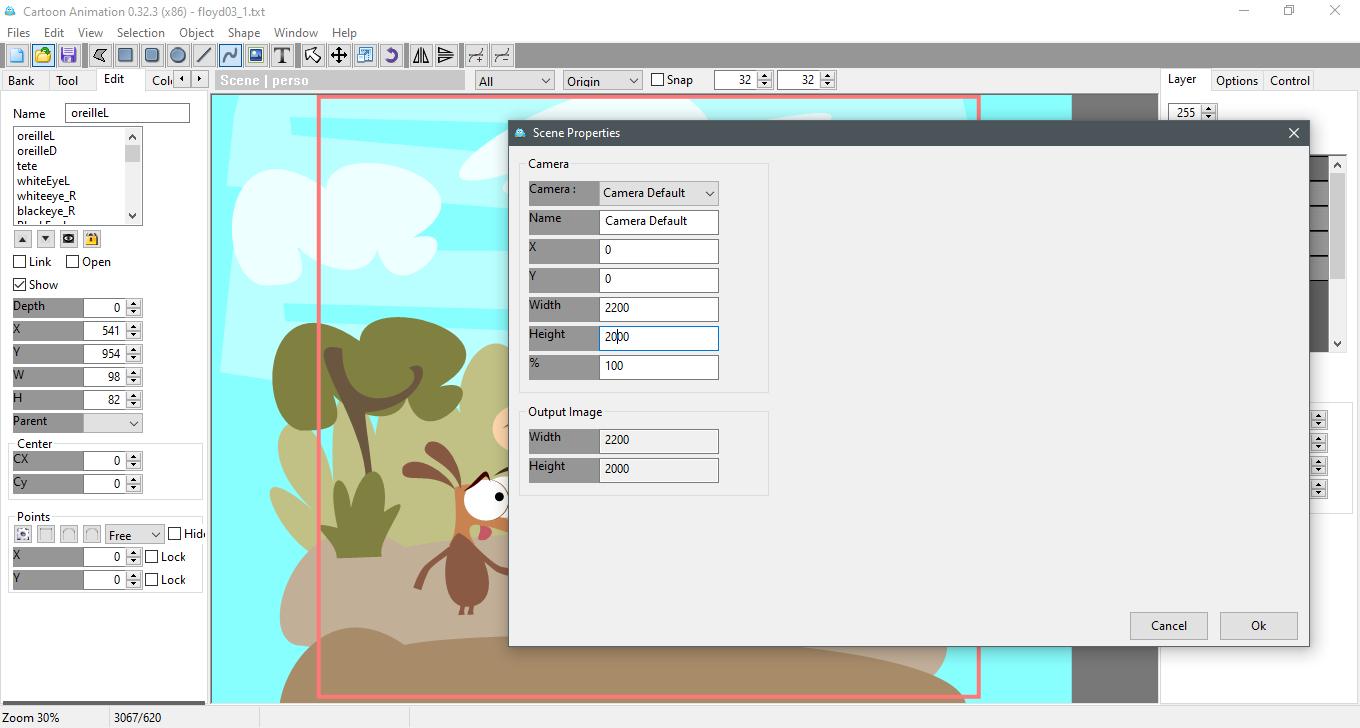 Cartoon Animation 0.32.3 (x86) - floyd03_1.txt
Files Edit View Selection Object Shape Window Help
Bank Tool Edit Scene | perso All Origin Snap 32 32 Layer Options Control
Name oreilleL
255
oreilleL
oreilleD
tete
whiteEyeL
whiteeye_R
blackeye_R
Link Open
Show
Depth 0
X 541
Y 954
W 98
H 82
Parent
Center
CX 0
Cy 0
Points
Free Hide
X 0 Lock
Y 0 Lock
Scene Properties
Camera
Camera : Camera Default
Name Camera Default
X 0
Y 0
Width 2200
Height 2000
% 100
Output Image
Width 2200
Height 2000
Cancel Ok
Zoom 30% 3067/620